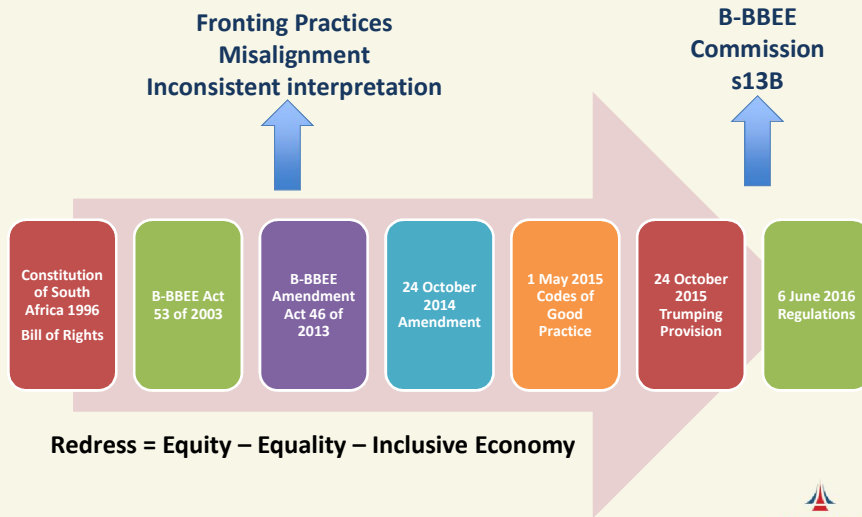 Fronting Practices
Misalignment
Inconsistent interpretation
B-BBEE
Commission
s13B
Constitution
of South
Africa 1996
Bill of Rights
B-BBEE Act
53 of 2003
B-BBEE
Amendment
Act 46 of
2013
24 October
2014
Amendment
1 May 2015
Codes of
Good
Practice
24 October
2015
Trumping
Provision
6 June 2016
Regulations
Redress = Equity – Equality – Inclusive Economy